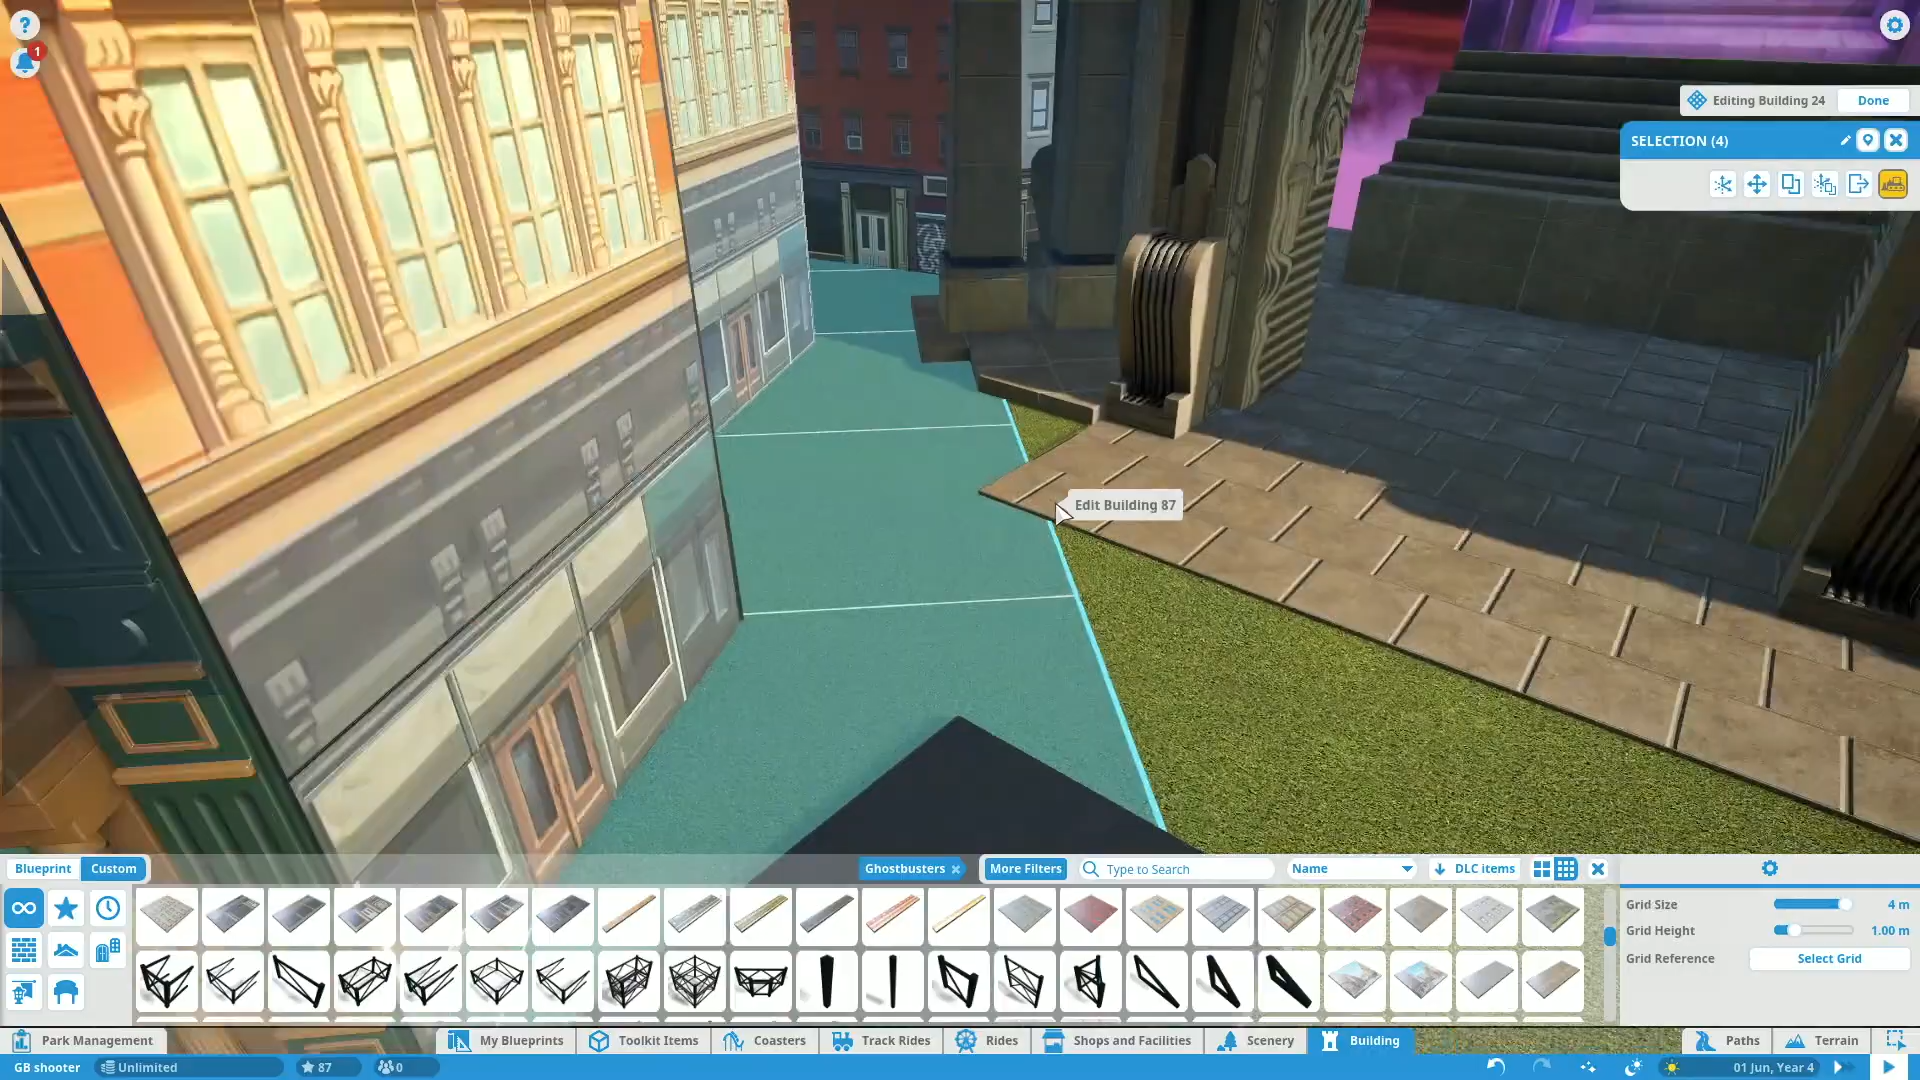 ?
1
Editing Building 24
Done
SELECTION (4)
Edit Building 87
Blueprint
Custom
Ghostbusters
More Filters
Type to Search
Name
DLC items
Grid Size
4 m
Grid Height
1.00 m
Grid Reference
Select Grid
Park Management
My Blueprints
Toolkit Items
Coasters
Track Rides
Rides
Shops and Facilities
Scenery
Building
Paths
Terrain
GB shooter
Unlimited
87
0
01 Jun, Year 4